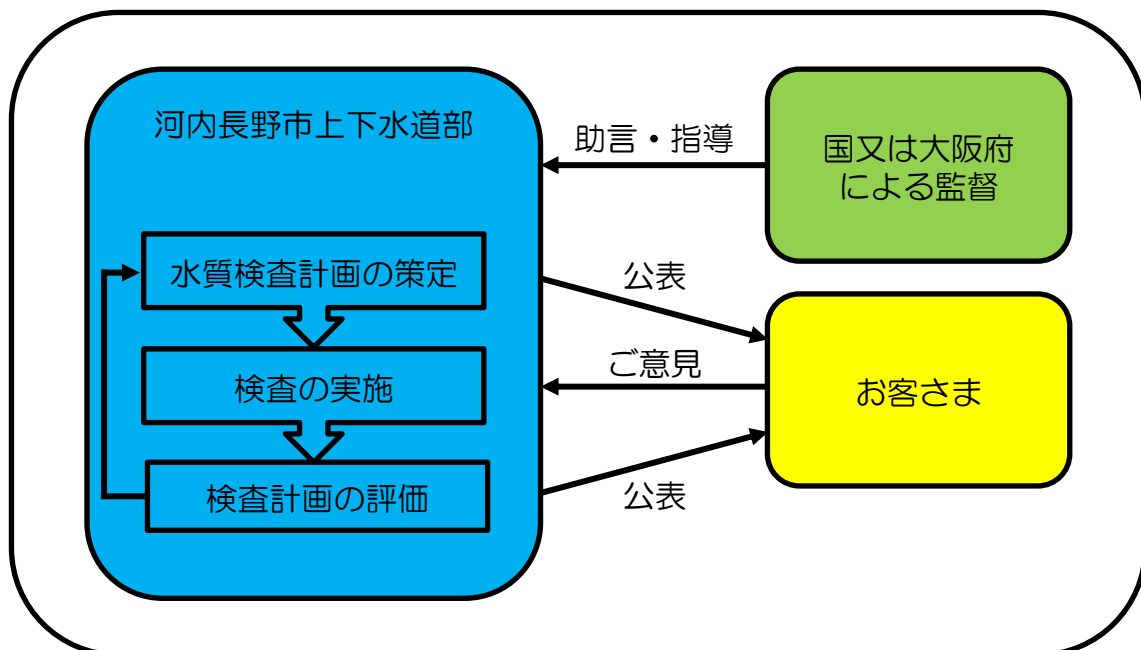 河内長野市上下水道部
水質検査計画の策定
検査の実施
検査計画の評価
助言・指導
国又は大阪府
による監督
公表
ご意見
公表
お客さま